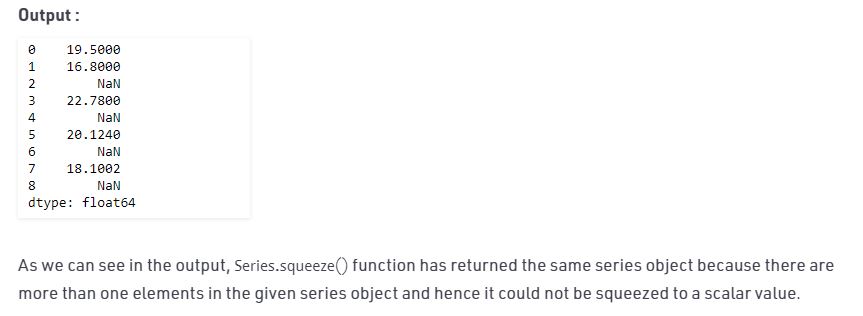 Output :
0 19.5000
1 16.8000
2 NaN
3 22.7800
4 NaN
5 20.1240
6 NaN
7 18.1002
8 NaN
dtype: float64
As we can see in the output, Series.squeeze() function has returned the same series object because there are
more than one elements in the given series object and hence it could not be squeezed to a scalar value.